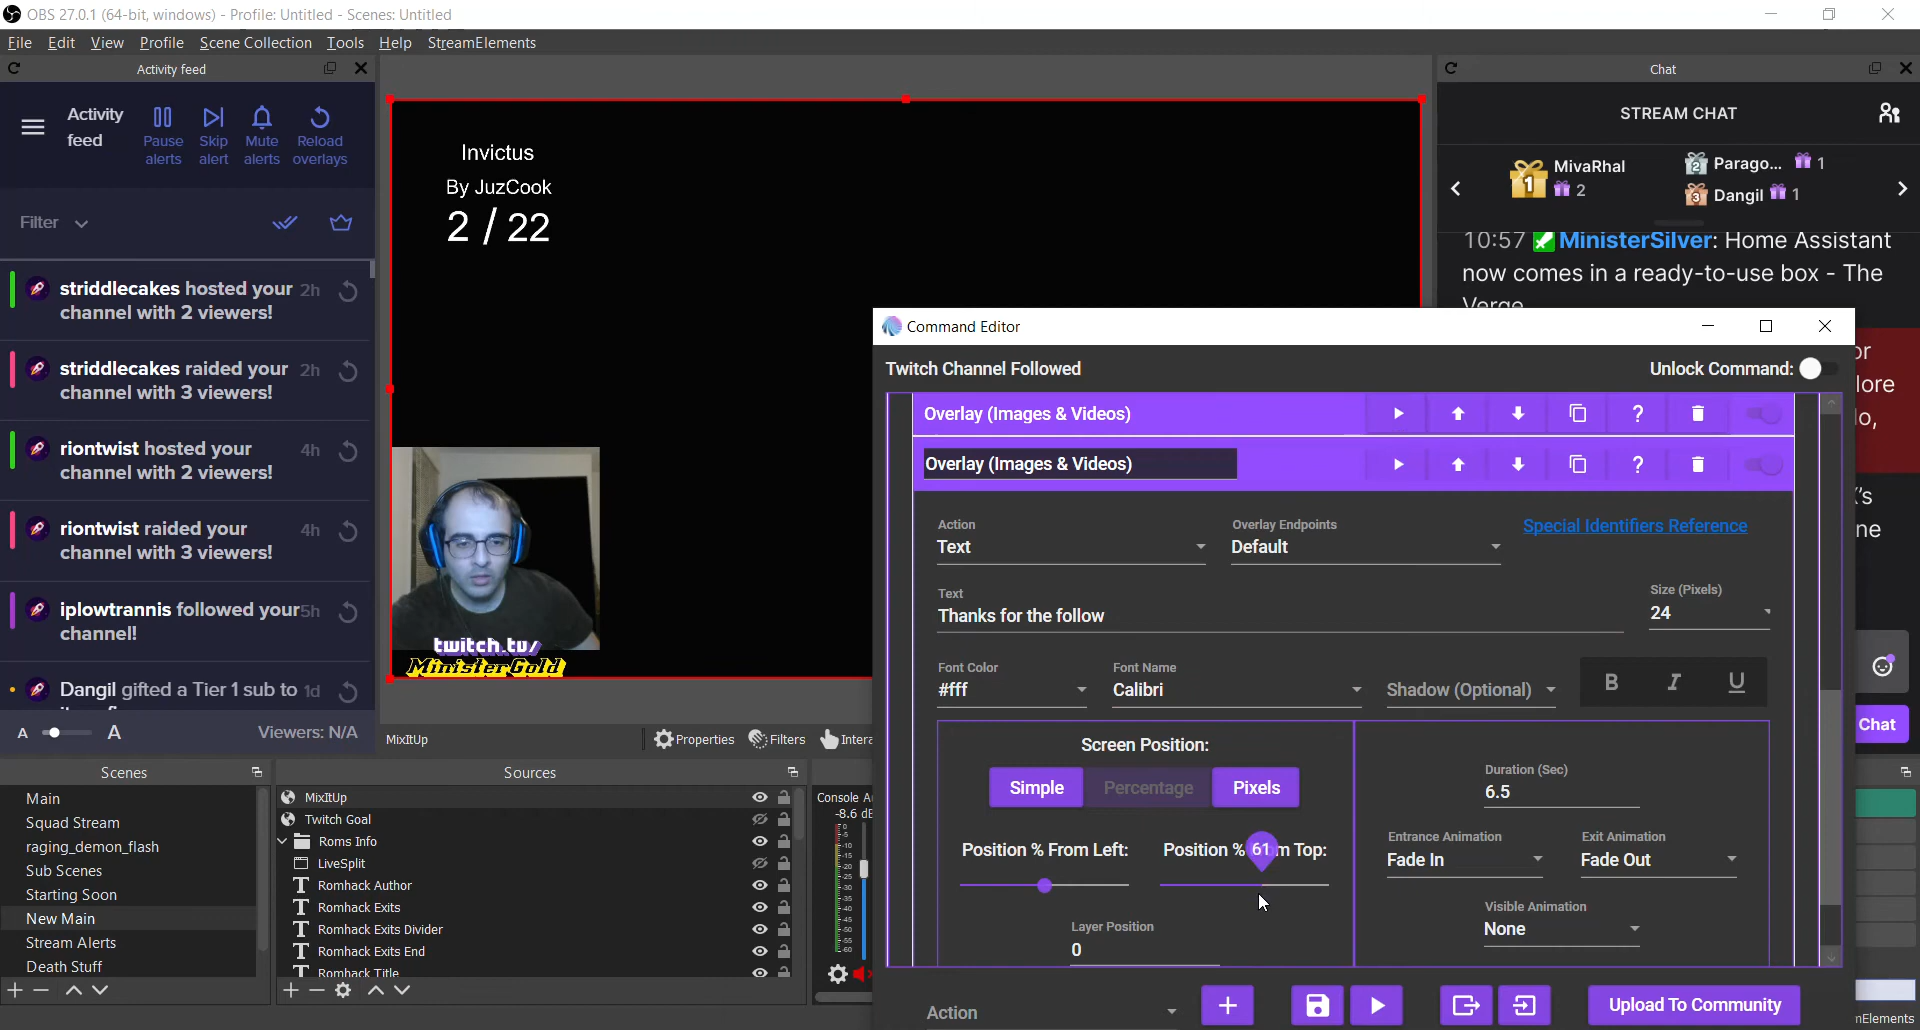 OBS 27.0.1 (64-bit, windows) - Profile: Untitled - Scenes: Untitled
File Edit View Profile Scene Collection Tools Help StreamElements
Activity feed
Activity feed
Pause alerts
Skip alert
Mute alerts
Reload overlays
Filter
striddlecakes hosted your 2h
channel with 2 viewers!
striddlecakes raided your 2h
channel with 3 viewers!
riontwist hosted your 4h
channel with 2 viewers!
riontwist raided your 4h
channel with 3 viewers!
iplowtrannis followed your 5h
channel!
Dangil gifted a Tier 1 sub to 1d
A A Viewers: N/A
Invictus
By JuzCook
2 / 22
twitch.tv/
MinisterGold
Chat
STREAM CHAT
1 MivaRhal 2
2 Parago... 1
3 Dangil 1
10:57 MinisterSilver: Home Assistant
now comes in a ready-to-use box - The
Verge
or
lore
lo,
's
ne
Chat
Command Editor
Twitch Channel Followed Unlock Command:
Overlay (Images & Videos) ?
Overlay (Images & Videos) ?
Action
Text
Overlay Endpoints
Default
Special Identifiers Reference
Text
Thanks for the follow
Size (Pixels)
24
Font Color
#fff
Font Name
Calibri
Shadow (Optional)
B I U
Screen Position:
Simple Percentage Pixels
Position % From Left:
Position % 61 m Top:
Layer Position
0
Duration (Sec)
6.5
Entrance Animation
Fade In
Exit Animation
Fade Out
Visible Animation
None
Action
Upload To Community
MixItUp Properties Filters Intera
Scenes
Main
Squad Stream
raging_demon_flash
Sub Scenes
Starting Soon
New Main
Stream Alerts
Death Stuff
Sources
MixItUp
Twitch Goal
Roms Info
LiveSplit
Romhack Author
Romhack Exits
Romhack Exits Divider
Romhack Exits End
Romhack Title
Console A
-8.6 dB
nElements